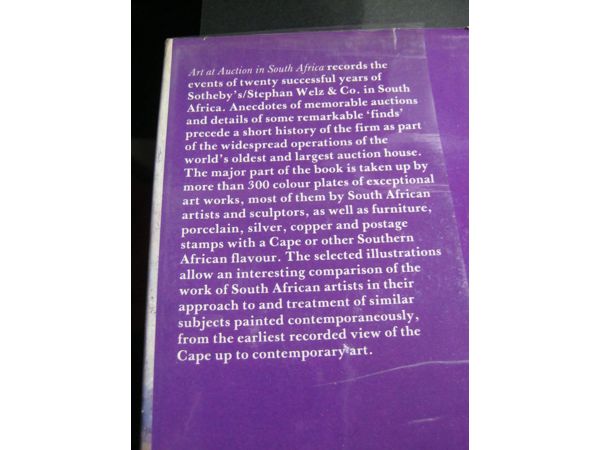 Art at Auction in South Africa records the
events of twenty successful years of
Sotheby's/Stephan Welz & Co. in South
Africa. Anecdotes of memorable auctions
and details of some remarkable 'finds'
precede a short history of the firm as part
of the widespread operations of the
world's oldest and largest auction house.
The major part of the book is taken up by
more than 300 colour plates of exceptional
art works, most of them by South African
artists and sculptors, as well as furniture,
porcelain, silver, copper and postage
stamps with a Cape or other Southern
African flavour. The selected illustrations
allow an interesting comparison of the
work of South African artists in their
approach to and treatment of similar
subjects painted contemporaneously,
from the earliest recorded view of the
Cape up to contemporary art.